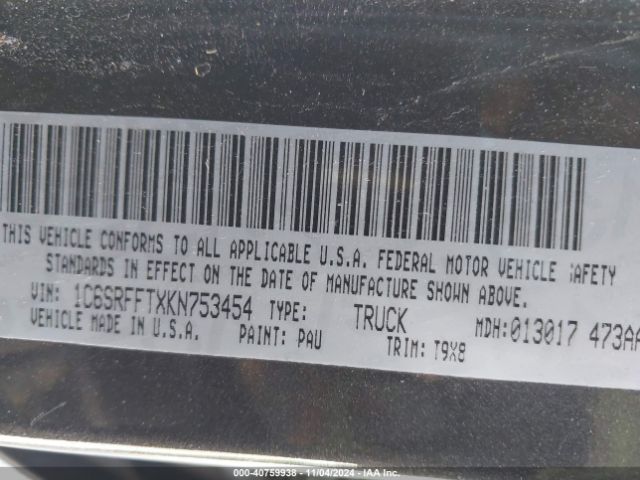 THIS VEHICLE CONFORMS TO ALL APPLICABLE U.S.A. FEDERAL MOTOR VEHICLE SAFETY
STANDARDS IN EFFECT ON THE DATE OF MANUFACTURE SHOWN ABOVE.
VIN: 1C6SRFFTXKN753454 TYPE: TRUCK MDH:013017 473AA
VEHICLE MADE IN U.S.A. PAINT: PAU TRIM: T9X8
000-40759938 11/04/2024 IAA Inc.